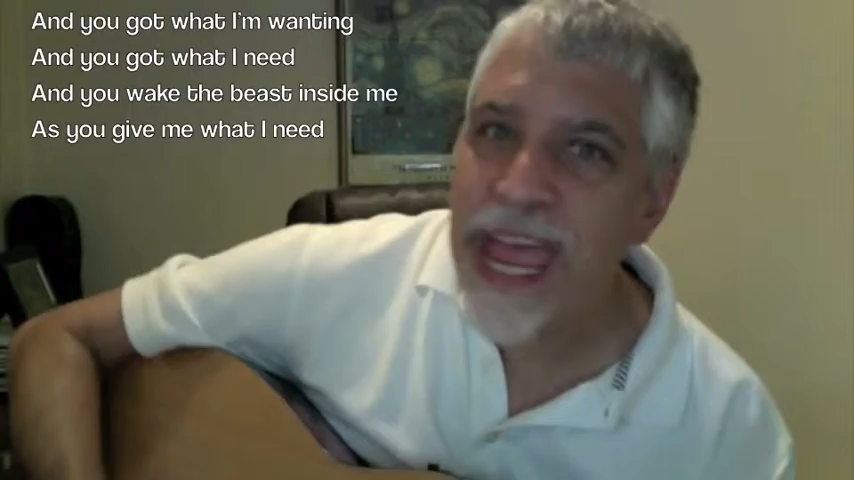 And you got what I'm wanting
And you got what I need
And you wake the beast inside me
As you give me what I need